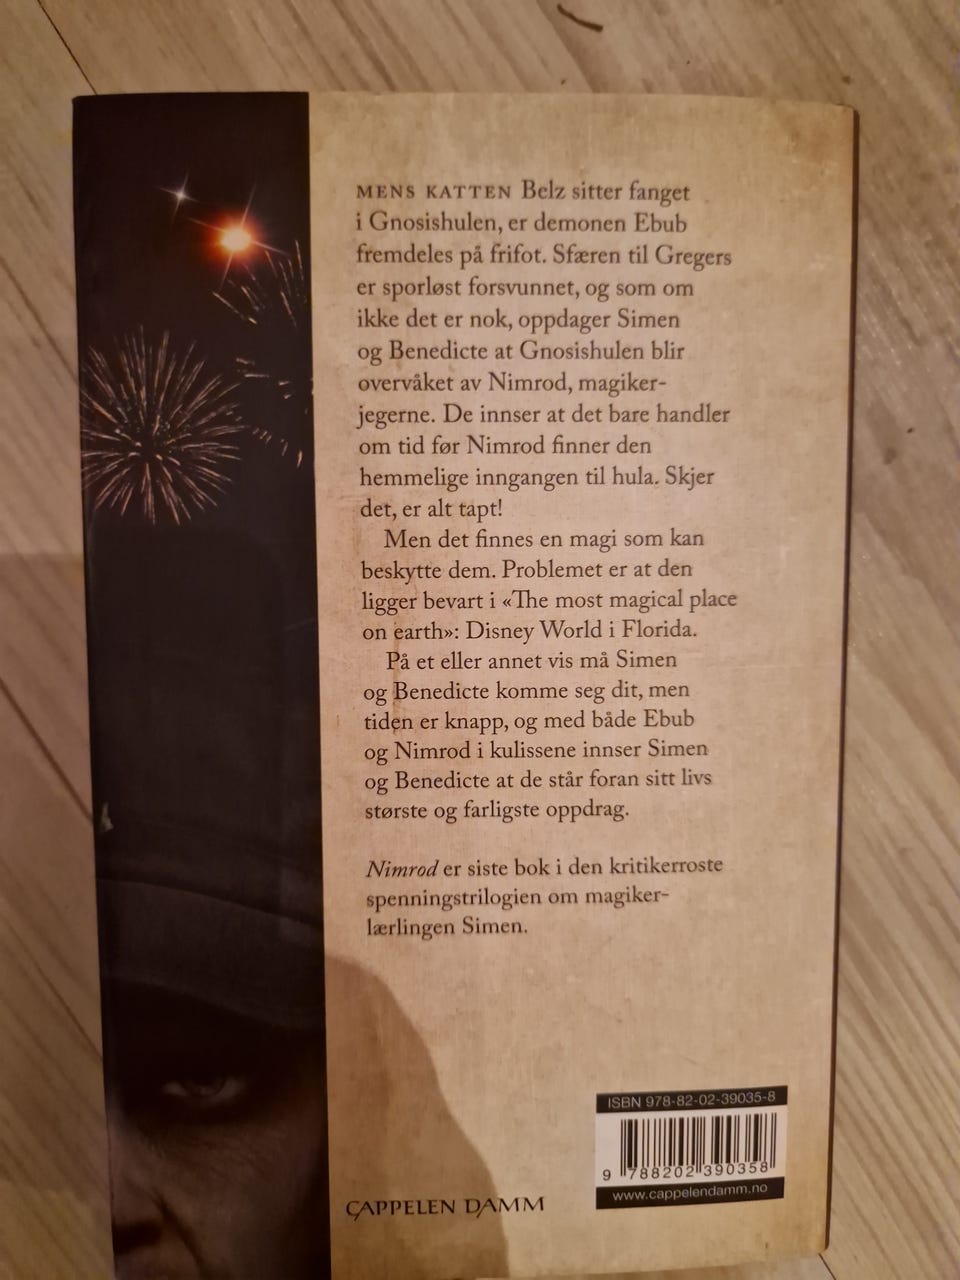 MENS KATTEN Belz sitter fanget
i Gnosishulen, er demonen Ebub
fremdeles på frifot. Sfæren til Gregers
er sporløst forsvunnet, og som om
ikke det er nok, oppdager Simen
og Benedicte at Gnosishulen blir
overvåket av Nimrod, magiker-
jegerne. De innser at det bare handler
om tid før Nimrod finner den
hemmelige inngangen til hula. Skjer
det, er alt tapt!
Men det finnes en magi som kan
beskytte dem. Problemet er at den
ligger bevart i «The most magical place
on earth»: Disney World i Florida.
På et eller annet vis må Simen
og Benedicte komme seg dit, men
tiden er knapp, og med både Ebub
og Nimrod i kulissene innser Simen
og Benedicte at de står foran sitt livs
største og farligste oppdrag.
Nimrod er siste bok i den kritikerroste
spenningstrilogien om magiker-
lærlingen Simen.
ISBN 978-82-02-39035-8
9 788202 390358
www.cappelendamm.no
CAPPELEN DAMM